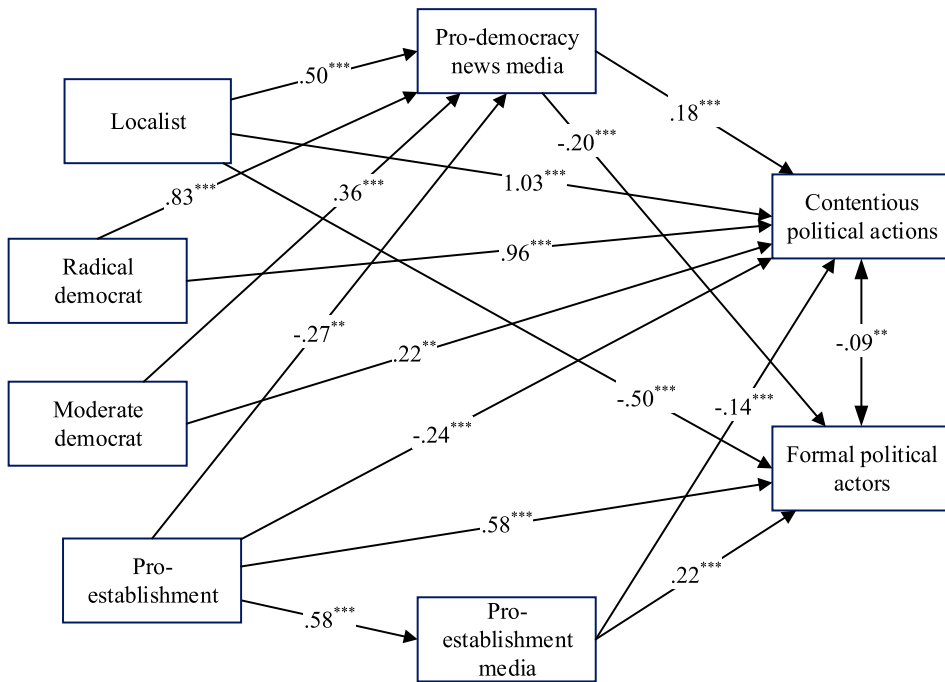 Pro-democracy
news media
.50***
.18***
Localist
-.20***
.83***
.36***
1.03***
Contentious
political actions
Radical
democrat
.96***
-.27**
.22**
-.09**
Moderate
democrat
-.50***
-.14***
-.24***
Formal political
actors
.58***
Pro-
establishment
.22***
.58***
Pro-
establishment
media